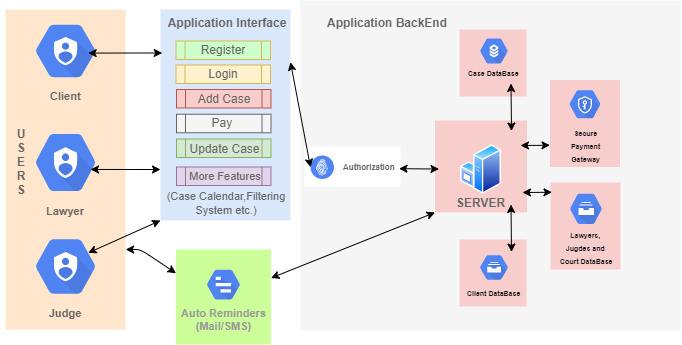 Application Interface
Application BackEnd
USERS
Client
Lawyer
Judge
Register
Login
Add Case
Pay
Update Case
More Features
(Case Calendar,Filtering
System etc.)
Auto Reminders
(Mail/SMS)
Authorization
SERVER
Case DataBase
Secure
Payment
Gateway
Lawyers,
Jugdes and
Court DataBase
Client DataBase